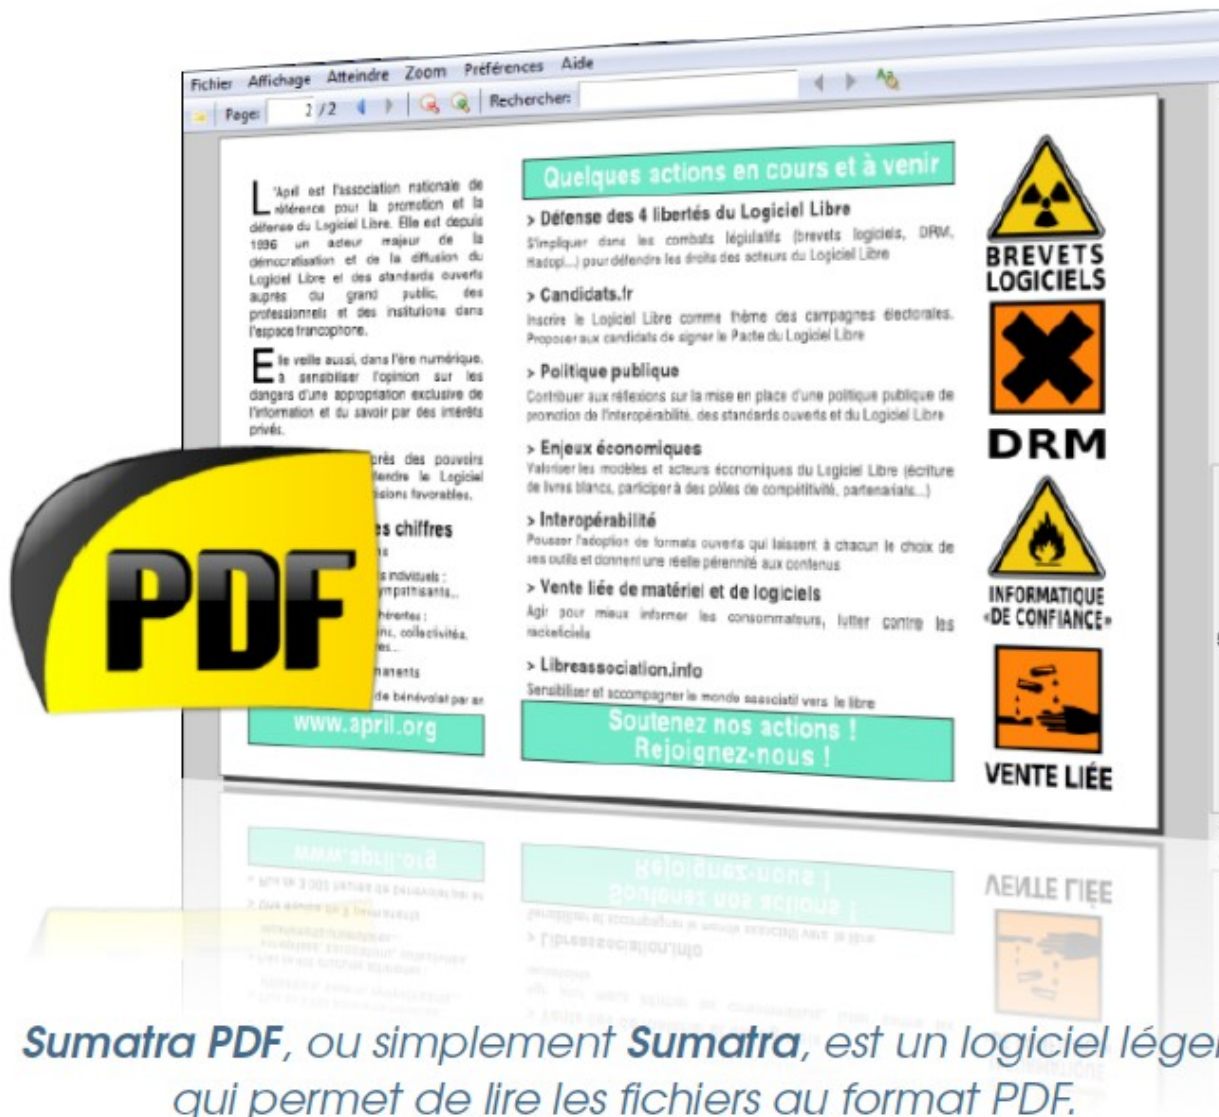 Fichier Affichage Atteindre Zoom Préférences Aide
Page: 2 / 2 Rechercher:
L'April est l'association nationale de
référence pour la promotion et la
défense du Logiciel Libre. Elle est depuis
1996 un acteur majeur de la
démocratisation et de la diffusion du
Logiciel Libre et des standards ouverts
auprès du grand public, des
professionnels et des institutions dans
l'espace francophone.
Elle veille aussi, dans l'ère numérique,
à sensibiliser l'opinion sur les
dangers d'une appropriation exclusive de
l'information et du savoir par des intérêts
privés.
des pouvoirs
le Logiciel
favorables.
chiffres
individuels :
sympathisants...
collectivités,
de bénévolat par an
www.april.org
PDF
Quelques actions en cours et à venir
> Défense des 4 libertés du Logiciel Libre
S'impliquer dans les combats législatifs (brevets logiciels, DRM,
Hadopi...) pour défendre les droits des acteurs du Logiciel Libre
> Candidats.fr
Inscrire le Logiciel Libre comme thème des campagnes électorales.
Proposer aux candidats de signer le Pacte du Logiciel Libre
> Politique publique
Contribuer aux réflexions sur la mise en place d'une politique publique de
promotion de l'interopérabilité, des standards ouverts et du Logiciel Libre
> Enjeux économiques
Valoriser les modèles et acteurs économiques du Logiciel Libre (écriture
de livres blancs, participer à des pôles de compétitivité, partenariats...)
> Interopérabilité
Pousser l'adoption de formats ouverts qui laissent à chacun le choix de
ses outils et donnent une réelle pérennité aux contenus
> Vente liée de matériel et de logiciels
Agir pour mieux informer les consommateurs, lutter contre les
racketiciels
> Libreassociation.info
Sensibiliser et accompagner le monde associatif vers le libre
Soutenez nos actions !
Rejoignez-nous !
BREVETS
LOGICIELS
DRM
INFORMATIQUE
«DE CONFIANCE»
VENTE LIÉE
Sumatra PDF, ou simplement Sumatra, est un logiciel léger
qui permet de lire les fichiers au format PDF.